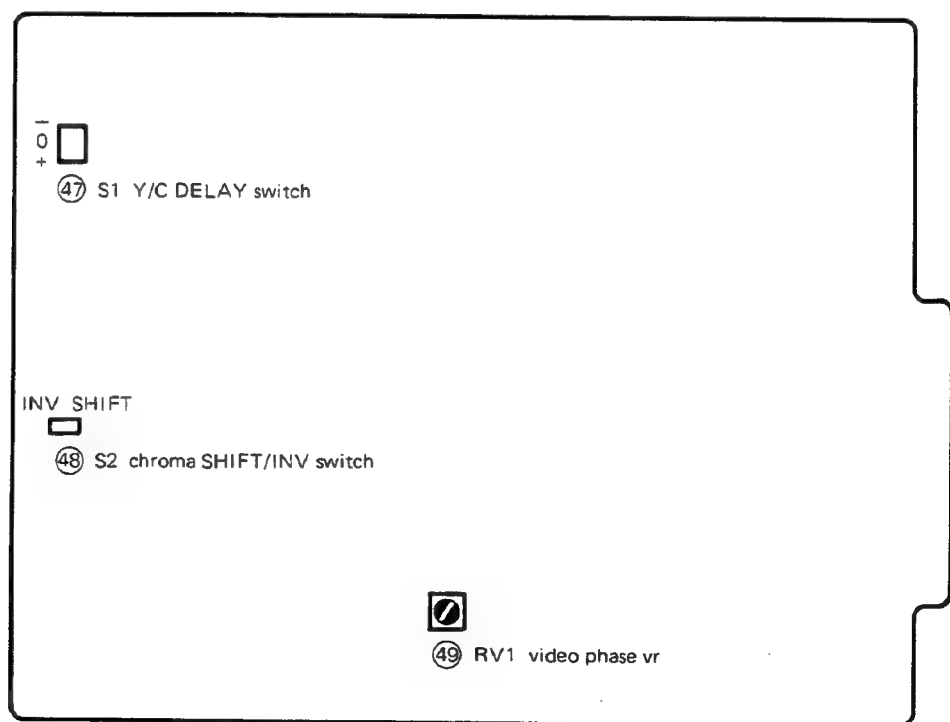 −
0
+
47 S1 Y/C DELAY switch
INV SHIFT
48 S2 chroma SHIFT/INV switch
49 RV1 video phase vr